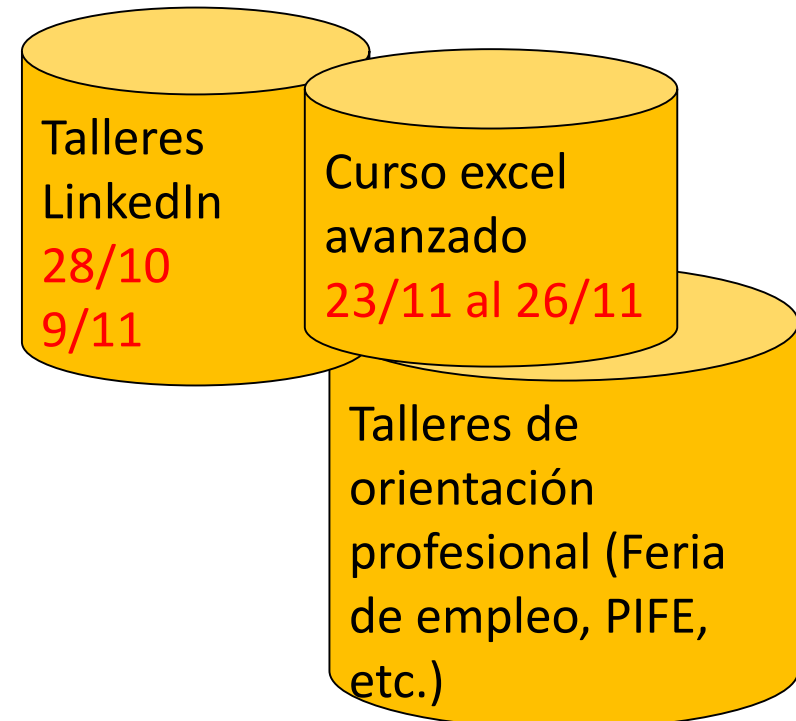 Talleres
LinkedIn
28/10
9/11
Curso excel
avanzado
23/11 al 26/11
Talleres de
orientación
profesional (Feria
de empleo, PIFE,
etc.)